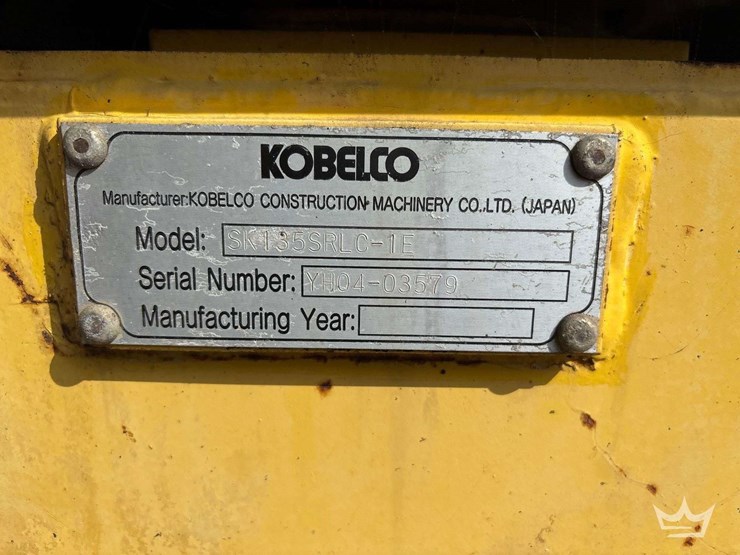 KOBELCO
Manufacturer:KOBELCO CONSTRUCTION MACHINERY CO.,LTD. (JAPAN)
Model: SK135SRLC-1E
Serial Number: YH04-03579
Manufacturing Year: